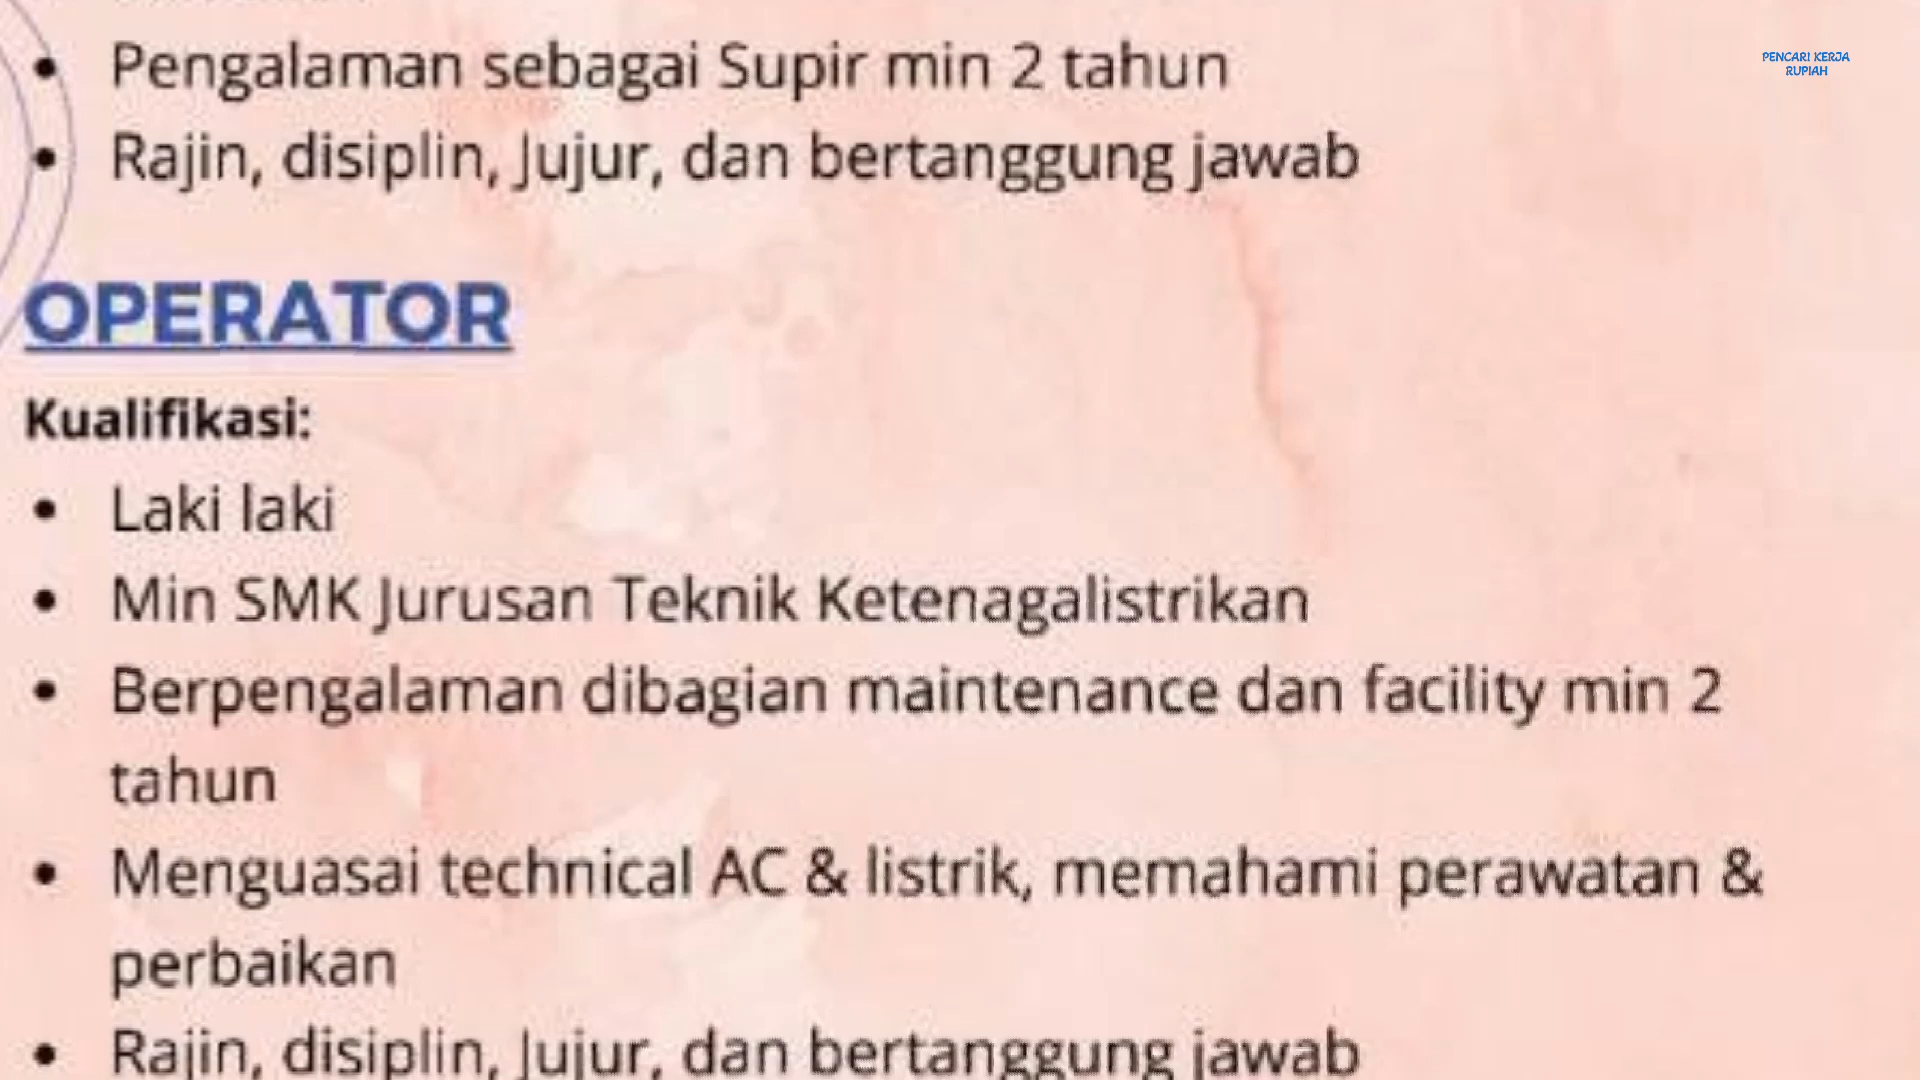 • Pengalaman sebagai Supir min 2 tahun
PENCARI KERJA
RUPIAH
• Rajin, disiplin, Jujur, dan bertanggung jawab
OPERATOR
Kualifikasi:
• Laki laki
• Min SMK Jurusan Teknik Ketenagalistrikan
• Berpengalaman dibagian maintenance dan facility min 2
tahun
• Menguasai technical AC & listrik, memahami perawatan &
perbaikan
• Rajin, disiplin, Jujur, dan bertanggung jawab